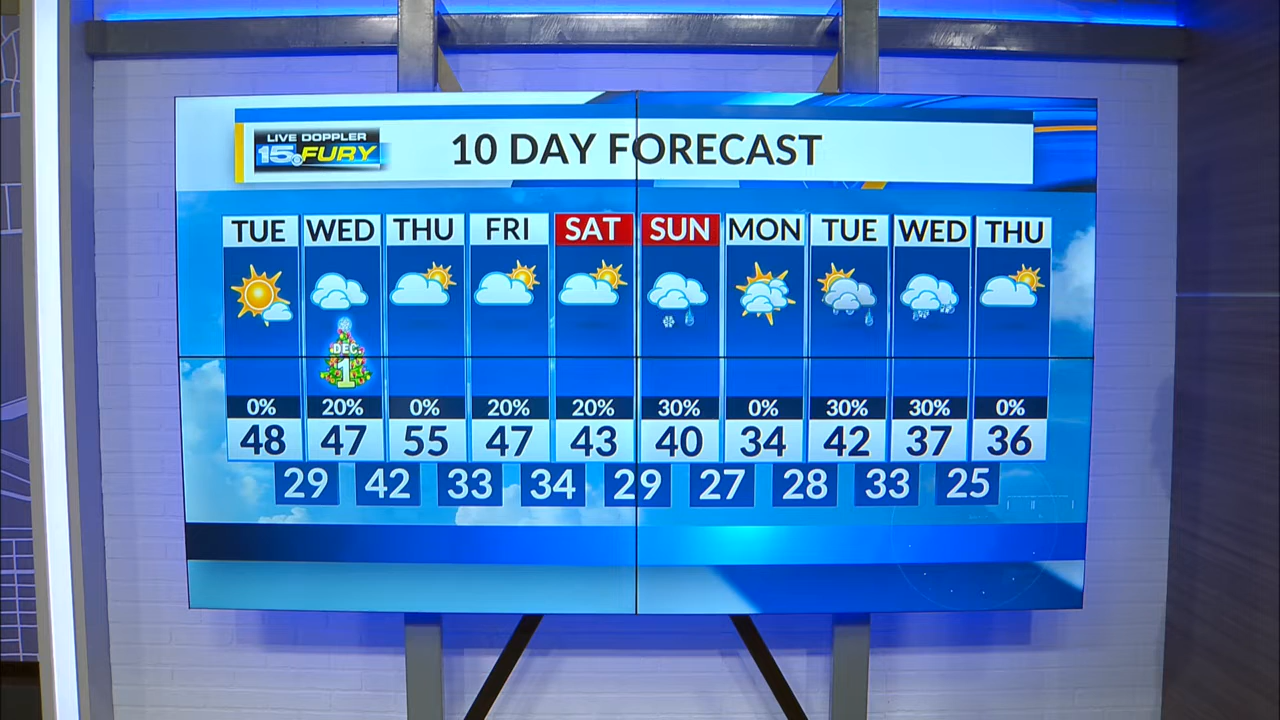 LIVE DOPPLER
15 FURY
10 DAY FORECAST
TUE WED THU FRI SAT SUN MON TUE WED THU
DEC
1
0% 20% 0% 20% 20% 30% 0% 30% 30% 0%
48 47 55 47 43 40 34 42 37 36
29 42 33 34 29 27 28 33 25